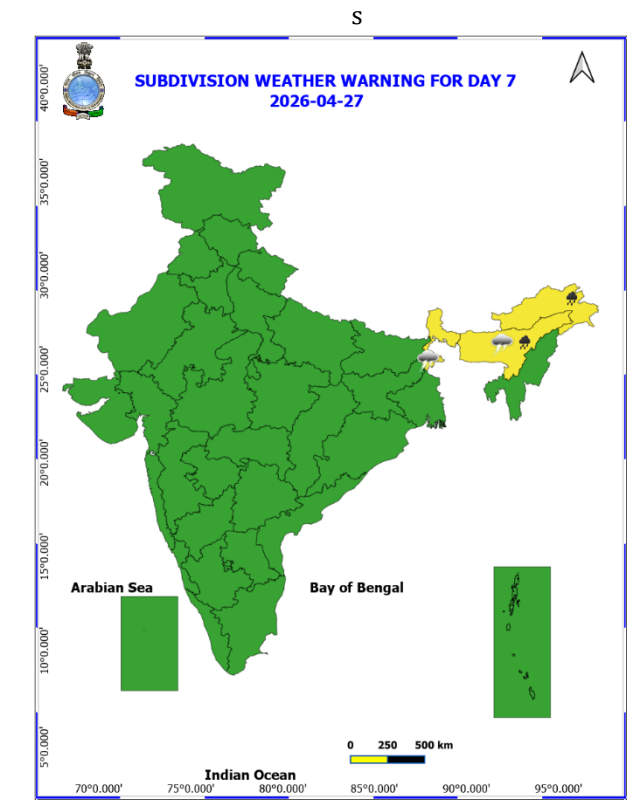 s
SUBDIVISION WEATHER WARNING FOR DAY 7
2026-04-27
40°0.000'
35°0.000'
30°0.000'
25°0.000'
20°0.000'
15°0.000'
10°0.000'
5°0.000'
Arabian Sea
Bay of Bengal
0 250 500 km
Indian Ocean
70°0.000' 75°0.000' 80°0.000' 85°0.000' 90°0.000' 95°0.000'